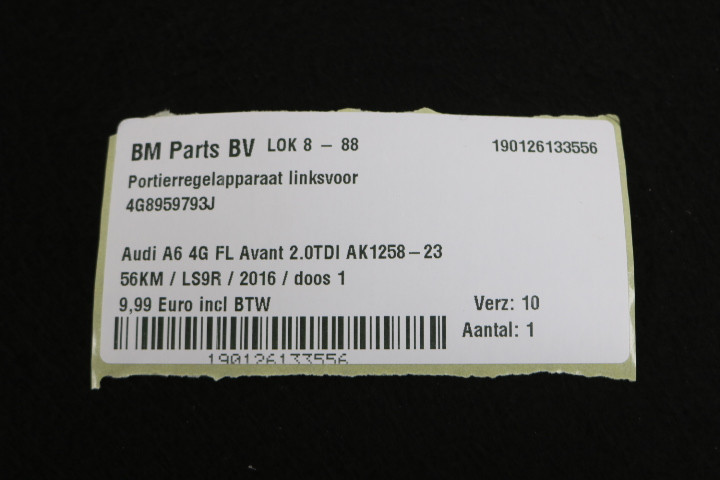 BM Parts BV LOK 8 – 88 190126133556
Portierregelapparaat linksvoor
4G8959793J
Audi A6 4G FL Avant 2.0TDI AK1258–23
56KM / LS9R / 2016 / doos 1
9,99 Euro incl BTW Verz: 10
Aantal: 1
190126133556